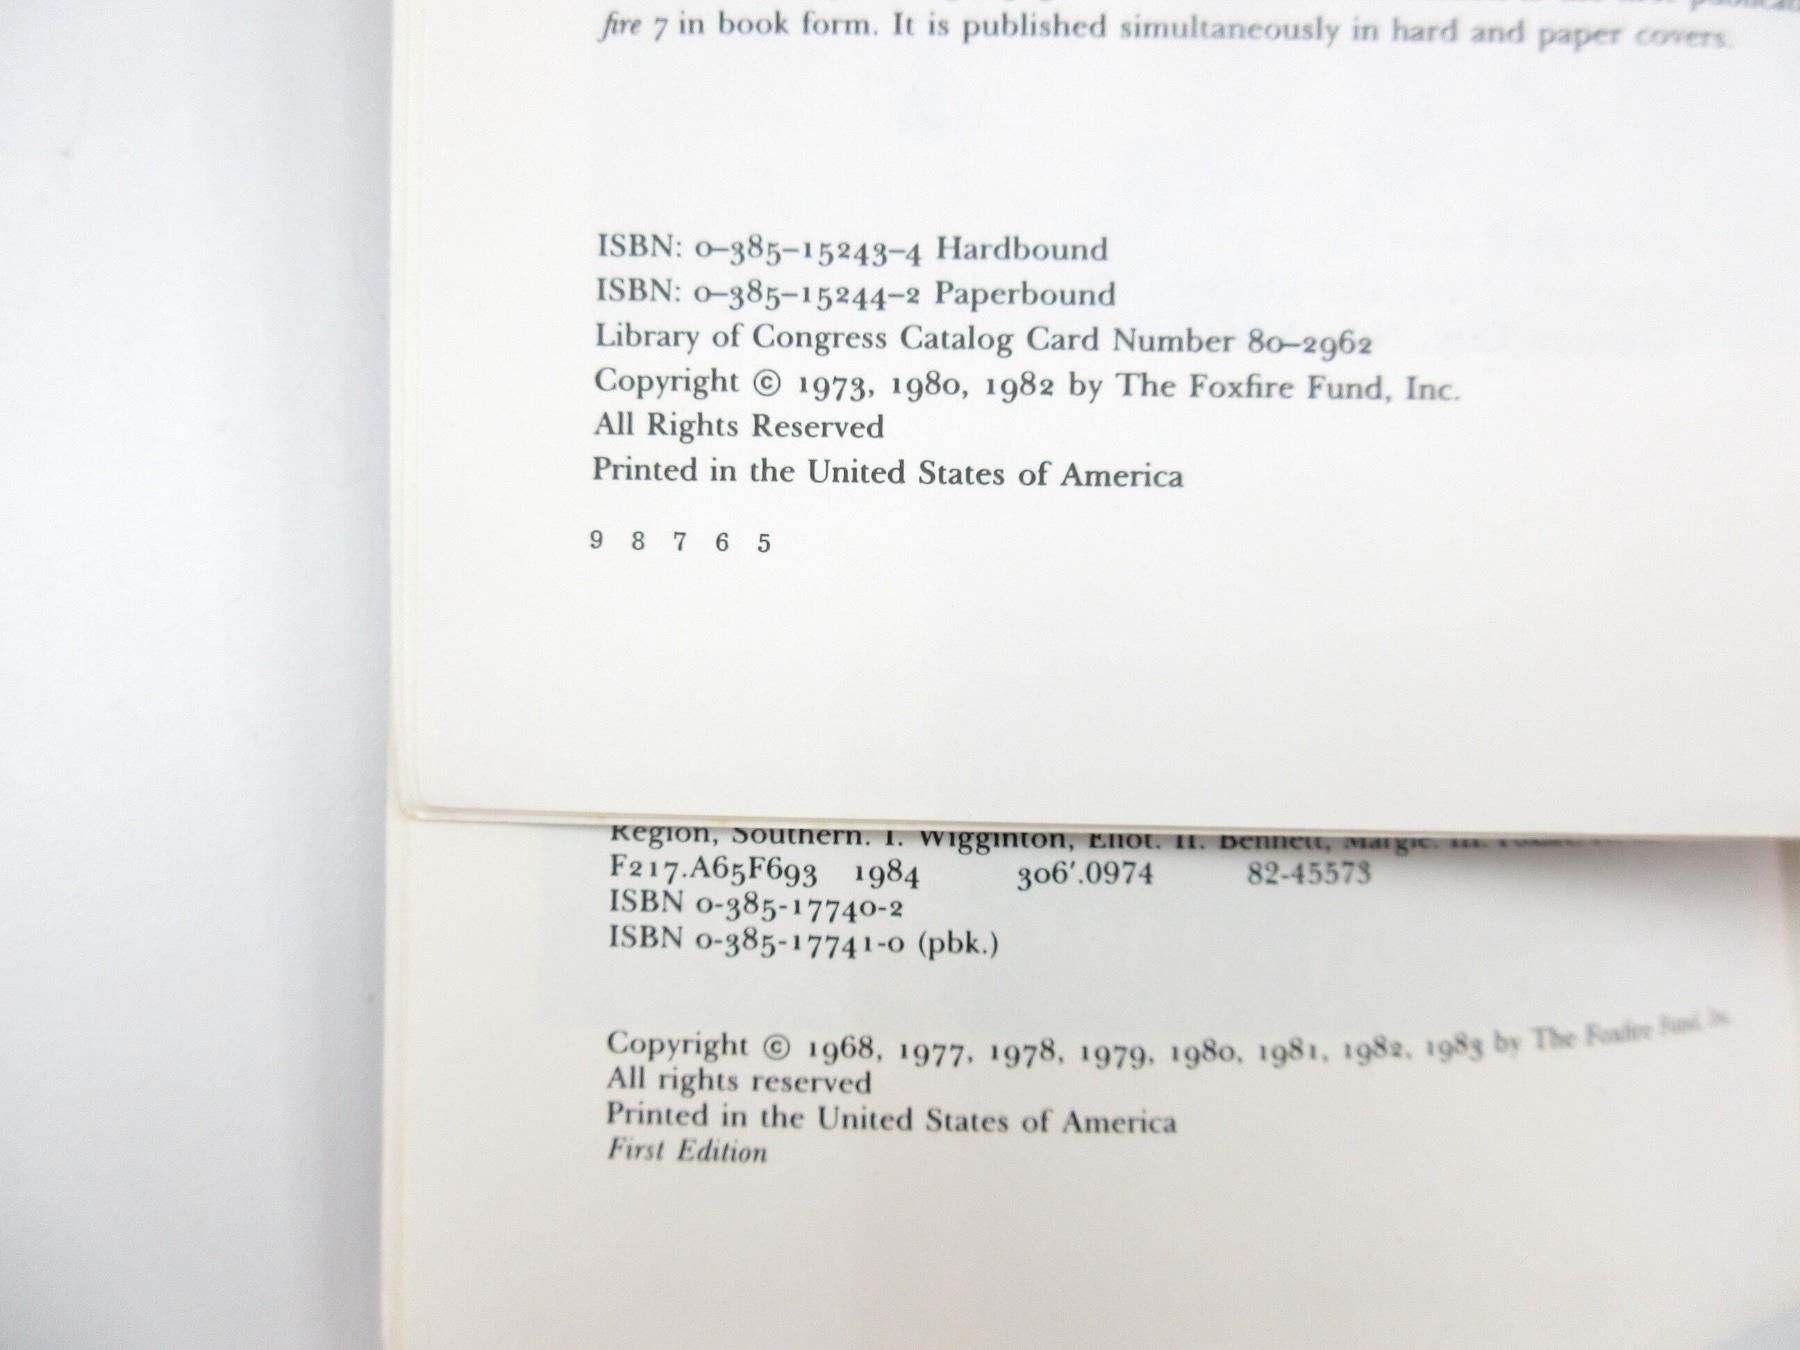 fire 7 in book form. It is published simultaneously in hard and paper covers.
ISBN: 0–385–15243–4 Hardbound
ISBN: 0–385–15244–2 Paperbound
Library of Congress Catalog Card Number 80–2962
Copyright © 1973, 1980, 1982 by The Foxfire Fund, Inc.
All Rights Reserved
Printed in the United States of America
9 8 7 6 5
Region, Southern. I. Wigginton, Eliot. II. Bennett, Margie. III.
F217.A65F693 1984 306′.0974 82-45573
ISBN 0-385-17740-2
ISBN 0-385-17741-0 (pbk.)
Copyright © 1968, 1977, 1978, 1979, 1980, 1981, 1982, 1983 by The Foxfire Fund, Inc.
All rights reserved
Printed in the United States of America
First Edition